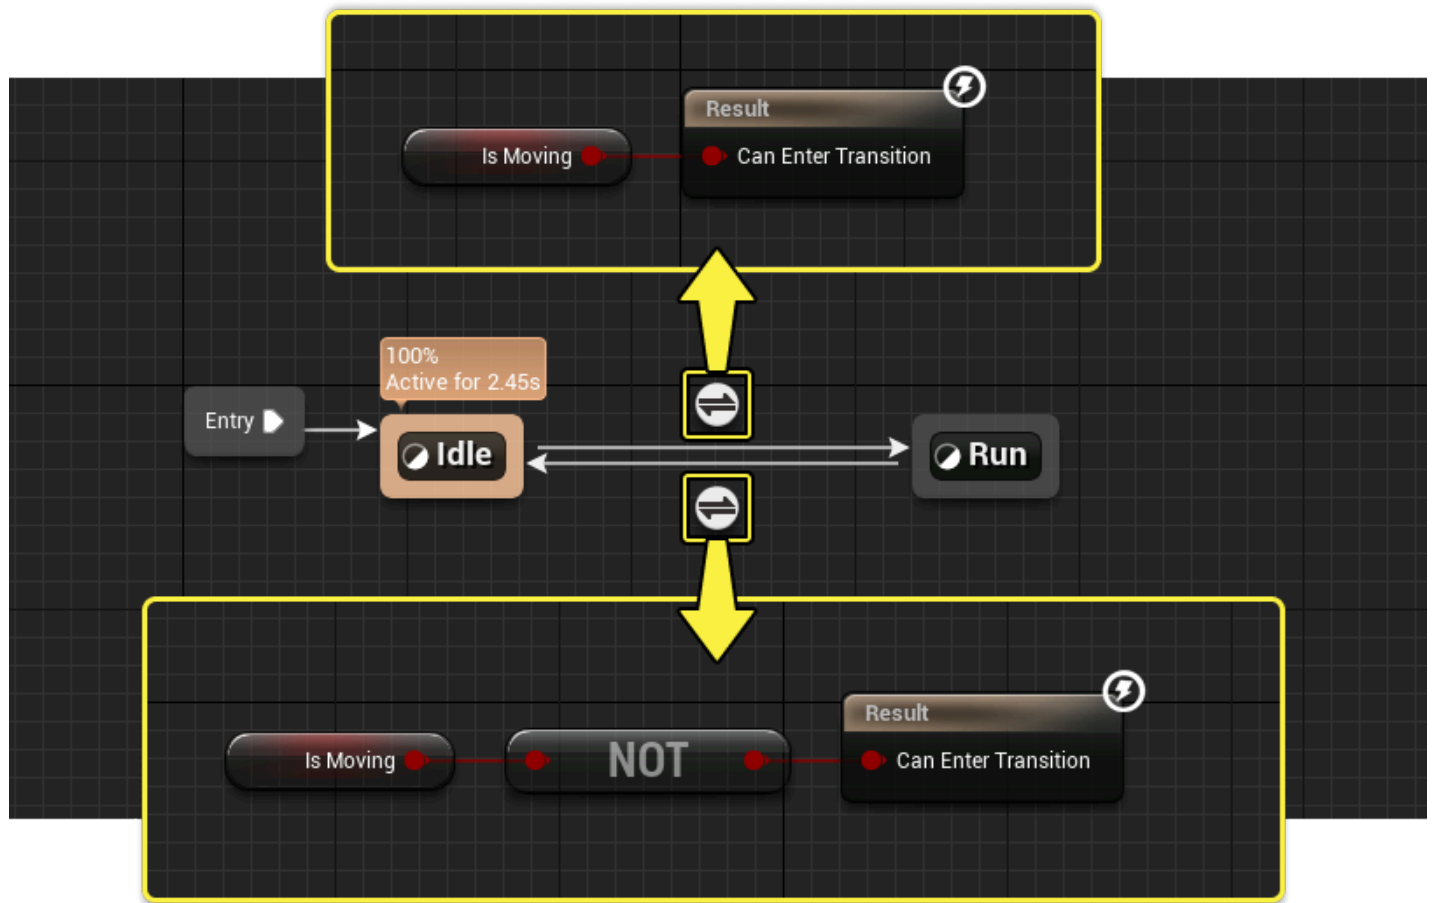 Result
Is Moving
Can Enter Transition
100%
Active for 2.45s
Entry
Idle
Run
Result
Is Moving
NOT
Can Enter Transition